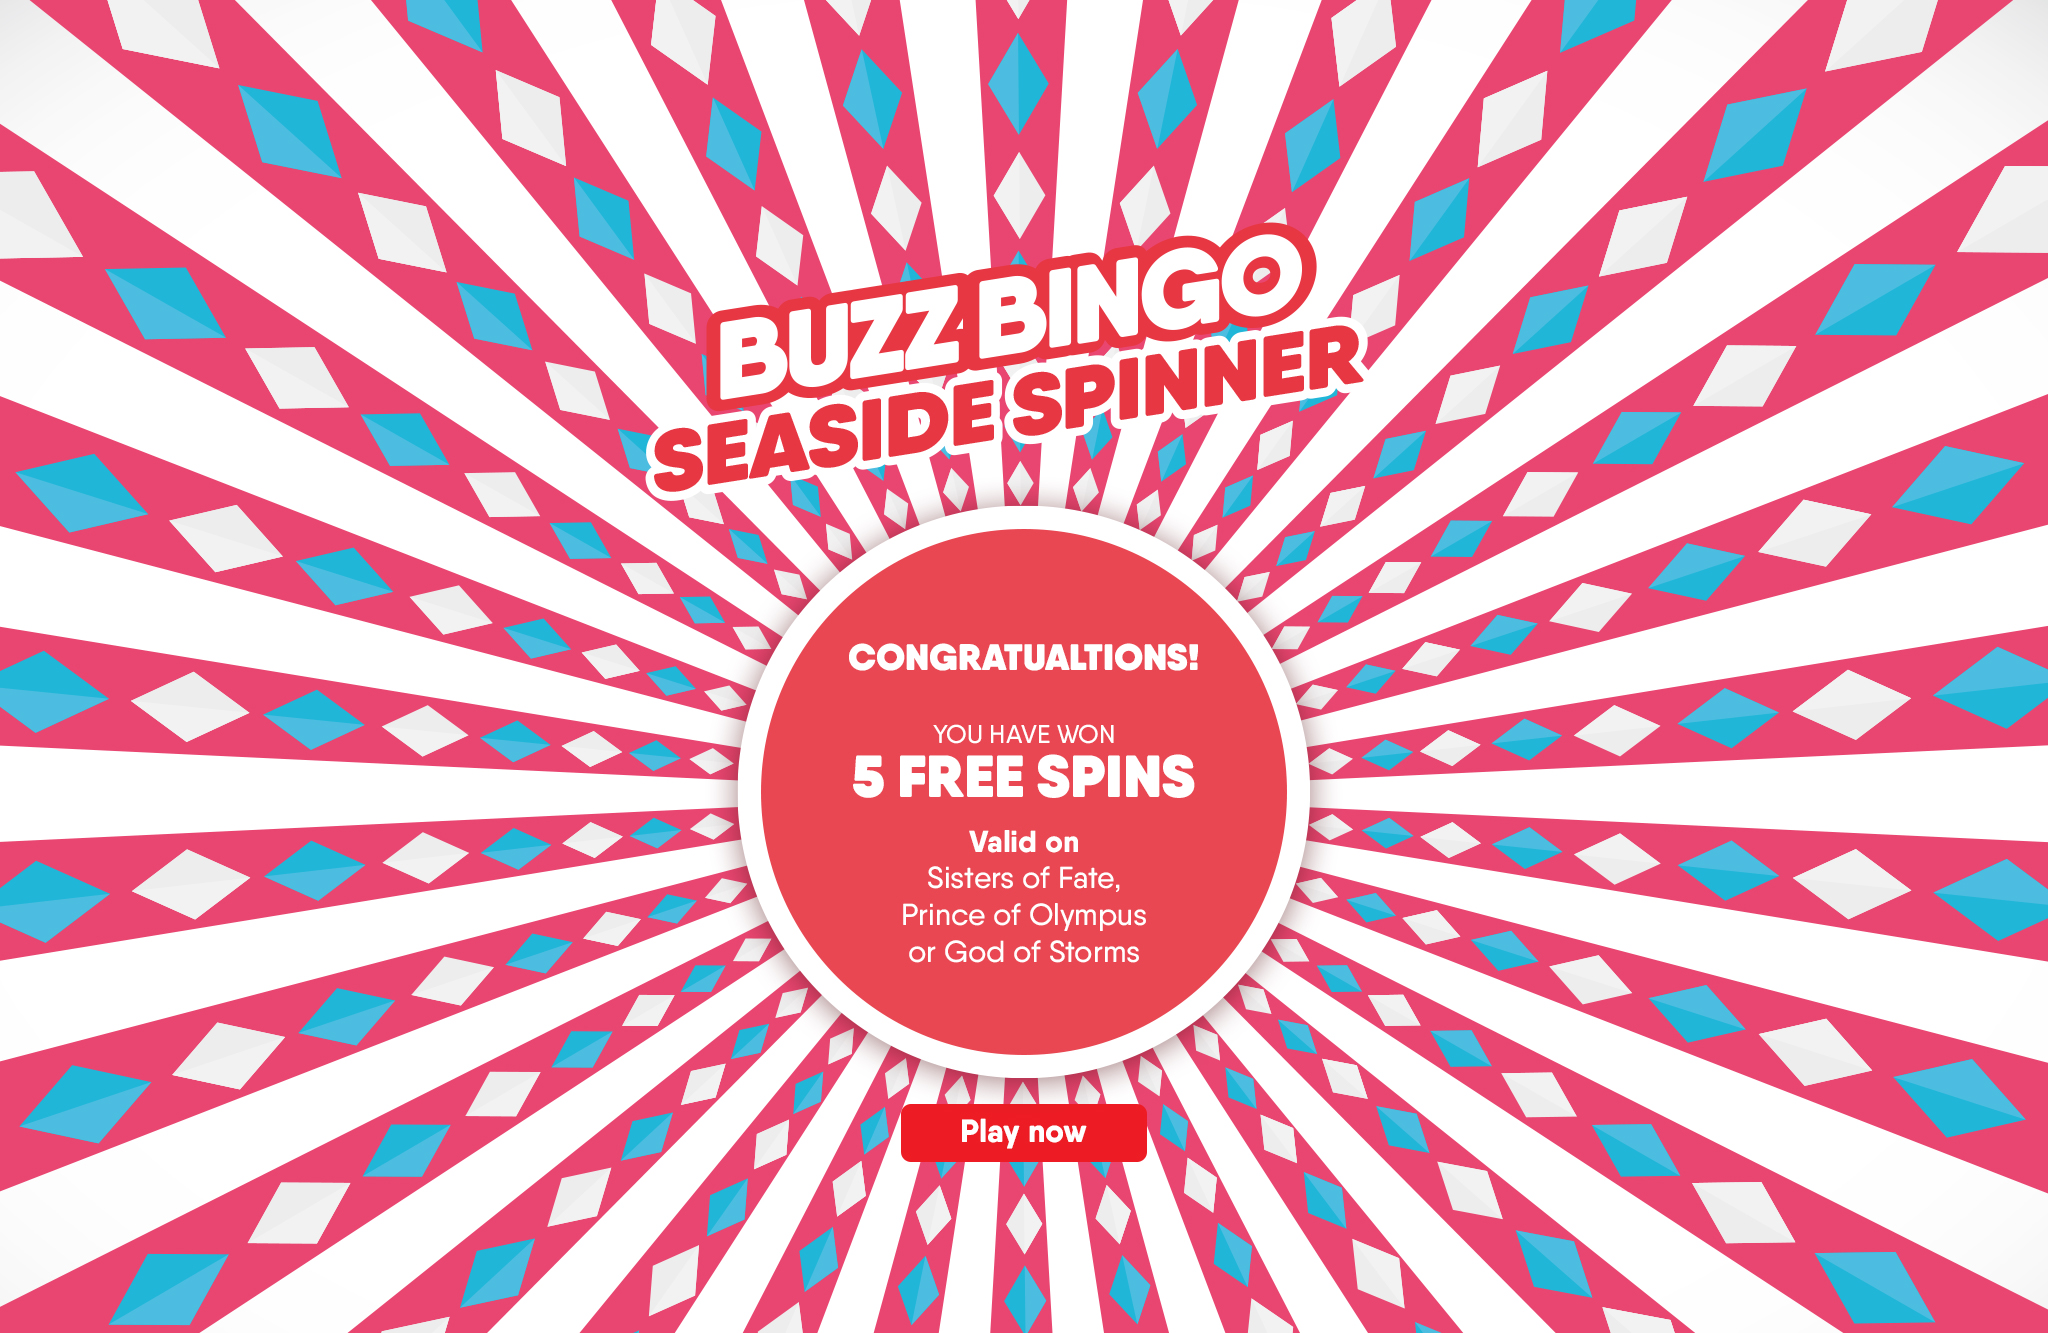 BUZZ BINGO
SEASIDE SPINNER
CONGRATUALTIONS!
YOU HAVE WON
5 FREE SPINS
Valid on
Sisters of Fate,
Prince of Olympus
or God of Storms
Play now